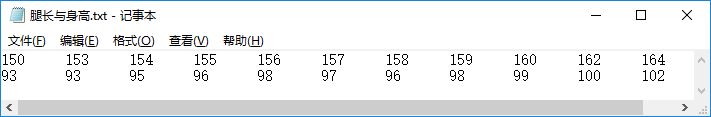 腿长与身高.txt - 记事本
文件(F) 编辑(E) 格式(O) 查看(V) 帮助(H)
150 153 154 155 156 157 158 159 160 162 164
93 93 95 96 98 97 96 98 99 100 102